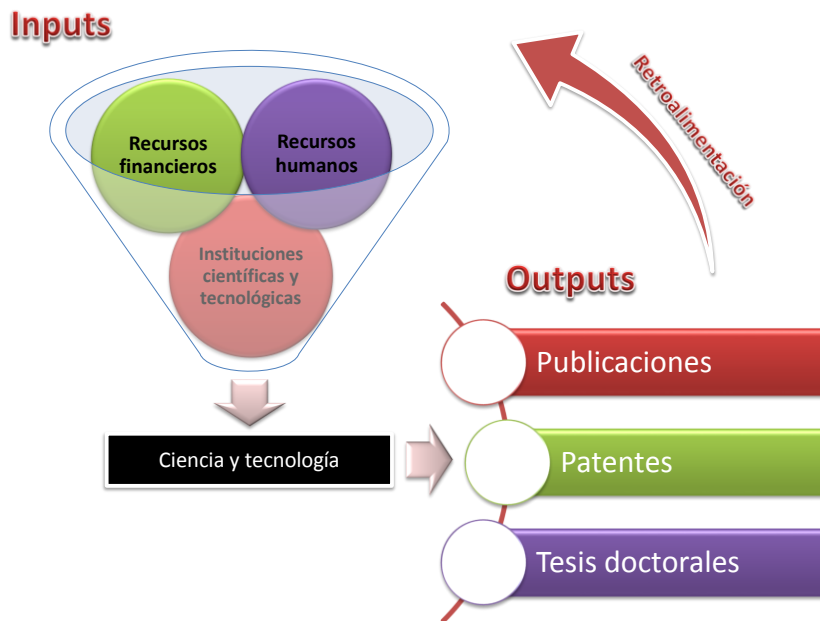 Inputs
Recursos
financieros
Recursos
humanos
Instituciones
científicas y
tecnológicas
Ciencia y tecnología
Retroalimentación
Outputs
Publicaciones
Patentes
Tesis doctorales